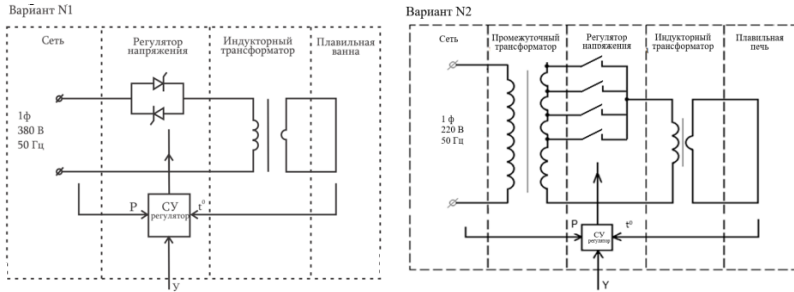 Вариант N1
Сеть
Регулятор
напряжения
Индукторный
трансформатор
Плавильная
ванна
1ф
380 В
50 Гц
P
СУ
регулятор
t⁰
У
Вариант N2
Сеть
Промежуточный
трансформатор
Регулятор
напряжения
Индукторный
трансформатор
Плавильная
печь
1 ф
220 В
50 Гц
P
СУ
регулятор
t⁰
Y